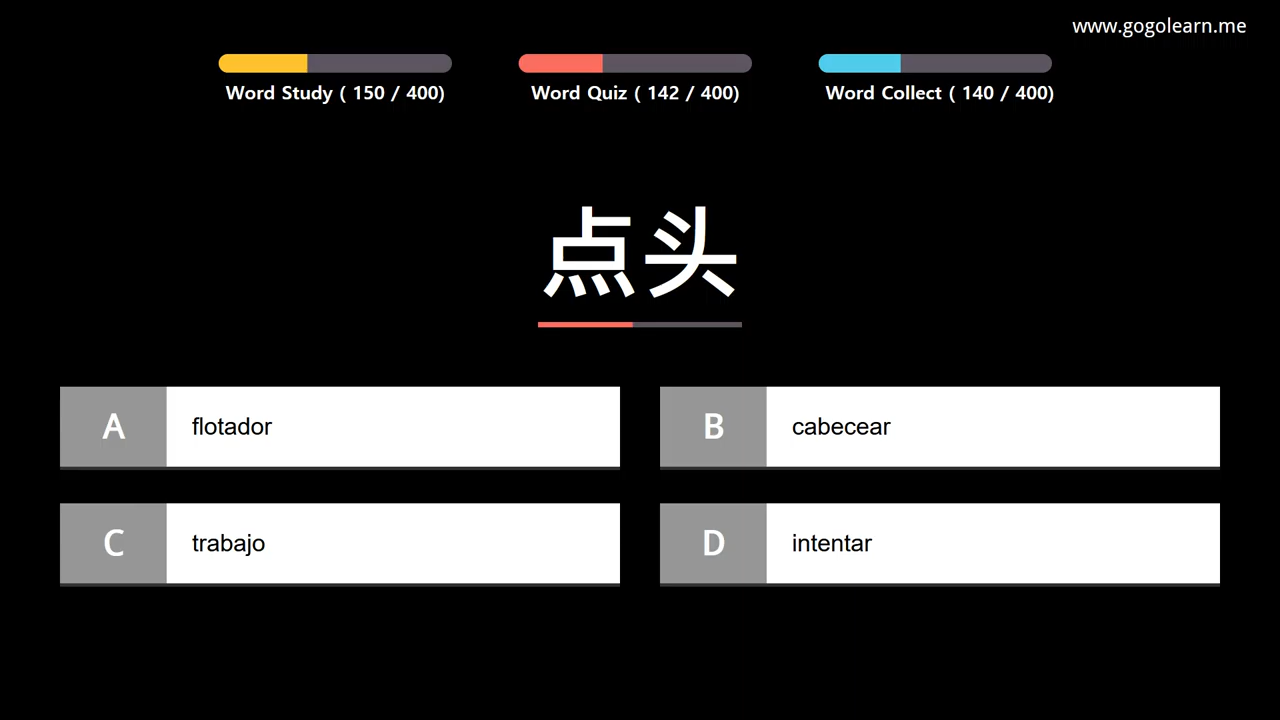 www.gogolearn.me
Word Study ( 150 / 400)
Word Quiz ( 142 / 400)
Word Collect ( 140 / 400)
点头
A flotador
B cabecear
C trabajo
D intentar